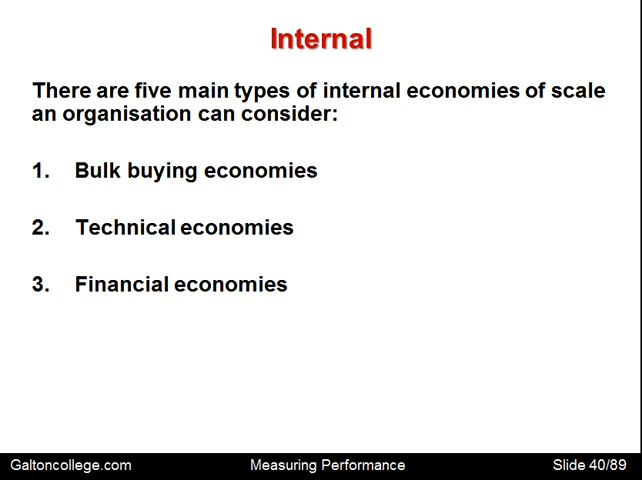 Internal
There are five main types of internal economies of scale
an organisation can consider:
1. Bulk buying economies
2. Technical economies
3. Financial economies
Galtoncollege.com Measuring Performance Slide 40/89